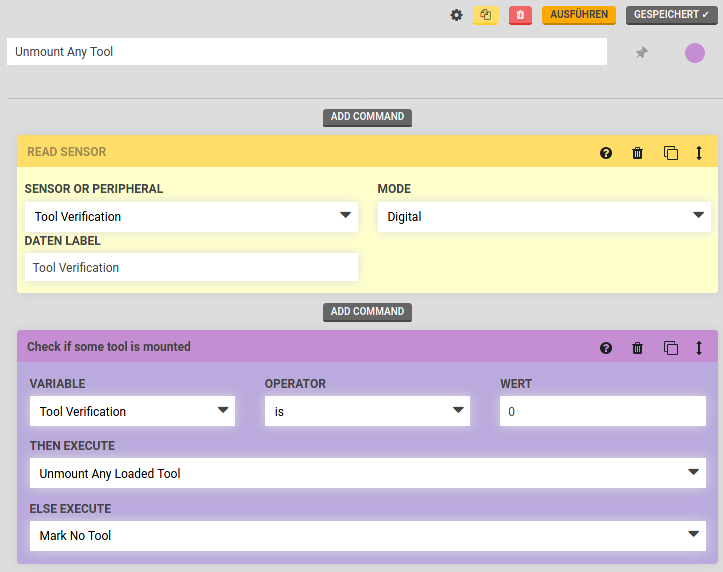 AUSFÜHREN GESPEICHERT ✓
Unmount Any Tool
ADD COMMAND
READ SENSOR
SENSOR OR PERIPHERAL MODE
Tool Verification Digital
DATEN LABEL
Tool Verification
ADD COMMAND
Check if some tool is mounted
VARIABLE OPERATOR WERT
Tool Verification is 0
THEN EXECUTE
Unmount Any Loaded Tool
ELSE EXECUTE
Mark No Tool